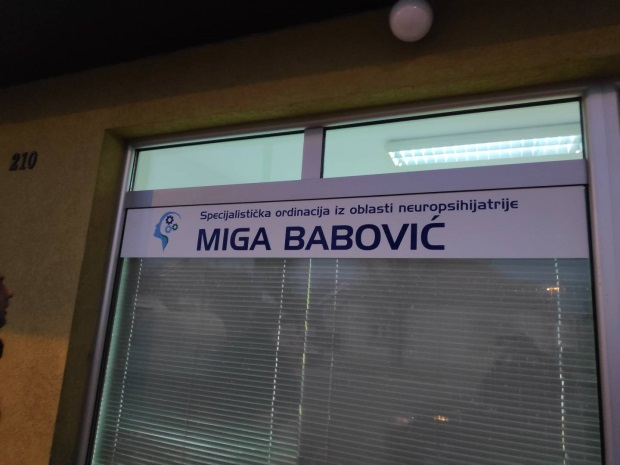 210
Specijalistička ordinacija iz oblasti neuropsihijatrije
MIGA BABOVIĆ